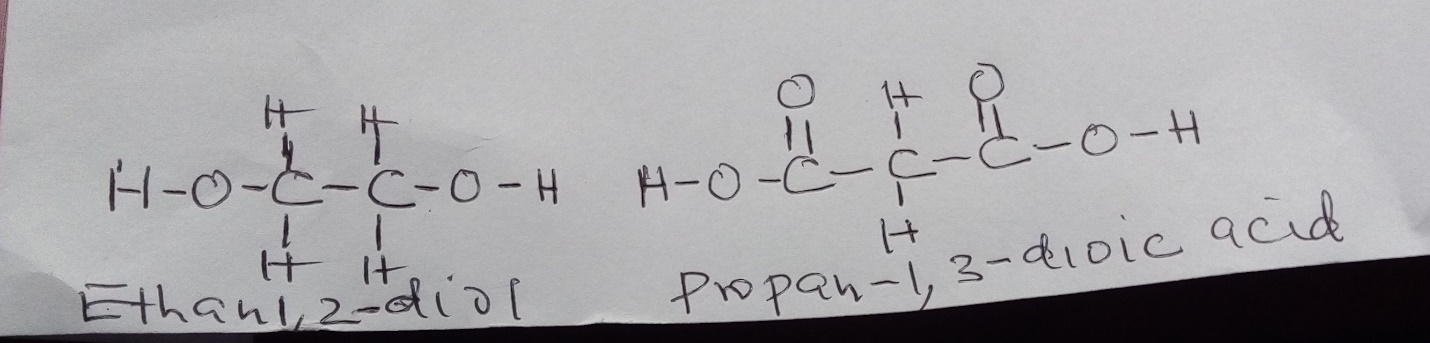 H H
H-O-C-C-O-H
H H
Ethan1,2-diol
O H O
H-O-C-C-C-O-H
H
Propan-1,3-dioic acid